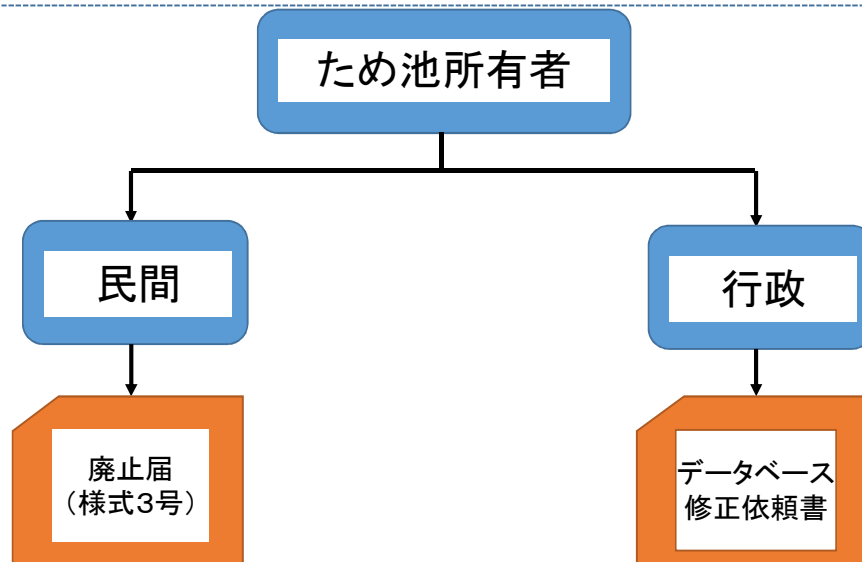 ため池所有者
民間
行政
廃止届
（様式3号）
データベース
修正依頼書